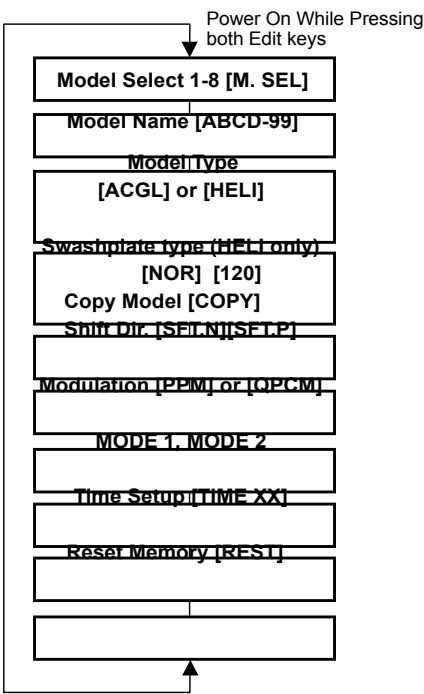 Power On While Pressing
both Edit keys
Model Select 1-8 [M. SEL]
Model Name [ABCD-99]
Model Type
[ACGL] or [HELI]
Swashplate type (HELI only)
[NOR] [120]
Copy Model [COPY]
Shift Dir. [SFT.N][SFT.P]
Modulation [PPM] or [QPCM]
MODE 1, MODE 2
Time Setup [TIME XX]
Reset Memory [REST]